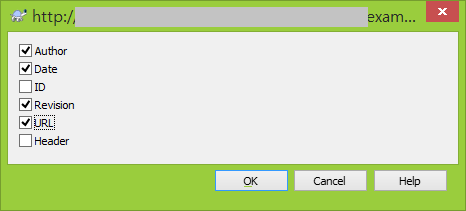 http://exam...
Author
Date
ID
Revision
URL
Header
OK
Cancel
Help